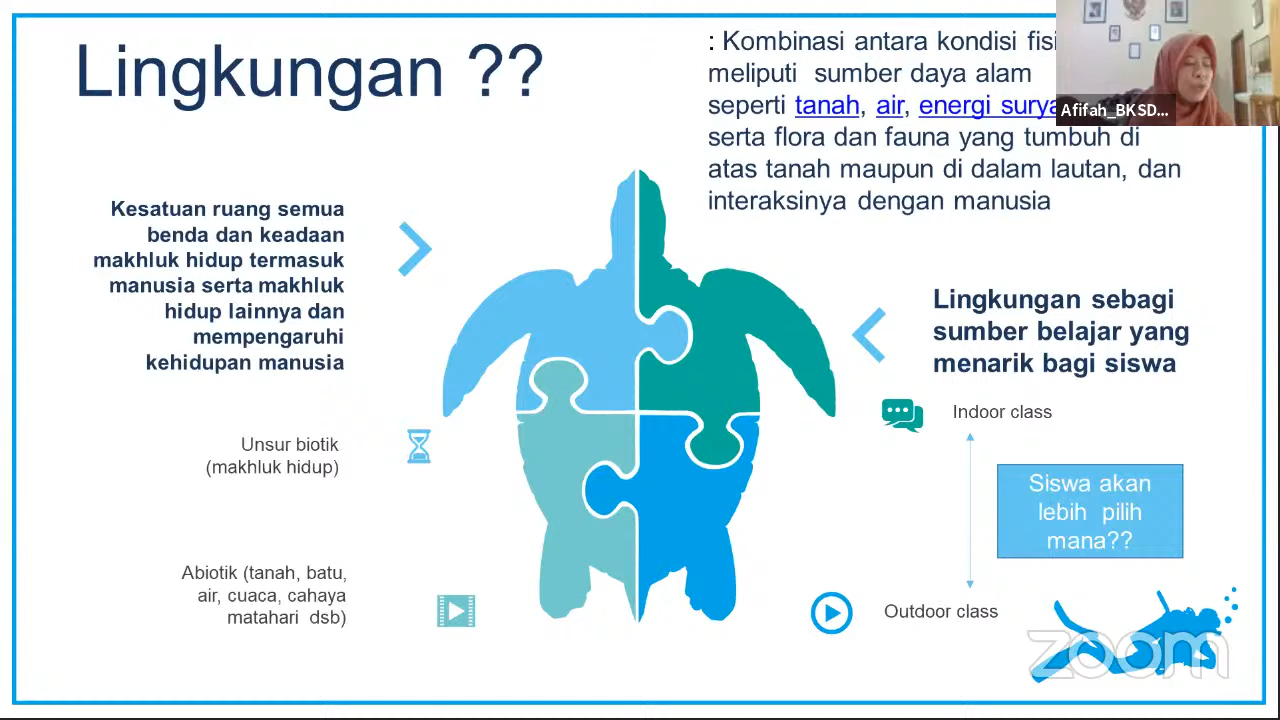 Lingkungan ??
: Kombinasi antara kondisi
meliputi sumber daya alam
seperti tanah, air, energi surya
serta flora dan fauna yang tumbuh di
atas tanah maupun di dalam lautan, dan
interaksinya dengan manusia
Afifah_BKSD...
Kesatuan ruang semua
benda dan keadaan
makhluk hidup termasuk
manusia serta makhluk
hidup lainnya dan
mempengaruhi
kehidupan manusia
Unsur biotik
(makhluk hidup)
Abiotik (tanah, batu,
air, cuaca, cahaya
matahari dsb)
Lingkungan sebagi
sumber belajar yang
menarik bagi siswa
Indoor class
Siswa akan
lebih pilih
mana??
Outdoor class
zoom